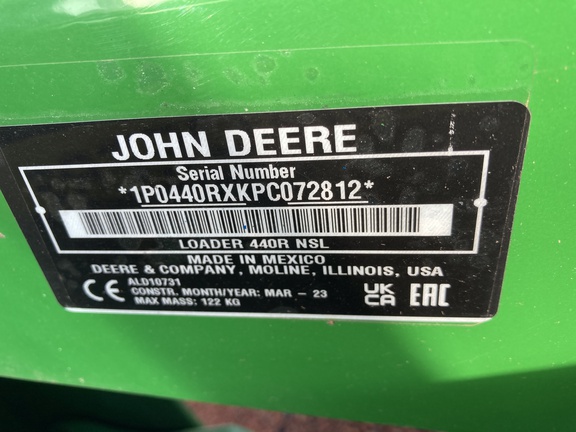 JOHN DEERE
Serial Number
*1P0440RXKPC072812*
LOADER 440R NSL
MADE IN MEXICO
DEERE & COMPANY, MOLINE, ILLINOIS, USA
ALD10731
CONSTR. MONTH/YEAR: MAR - 23
MAX MASS: 122 KG
CE
UK
CA
EAC